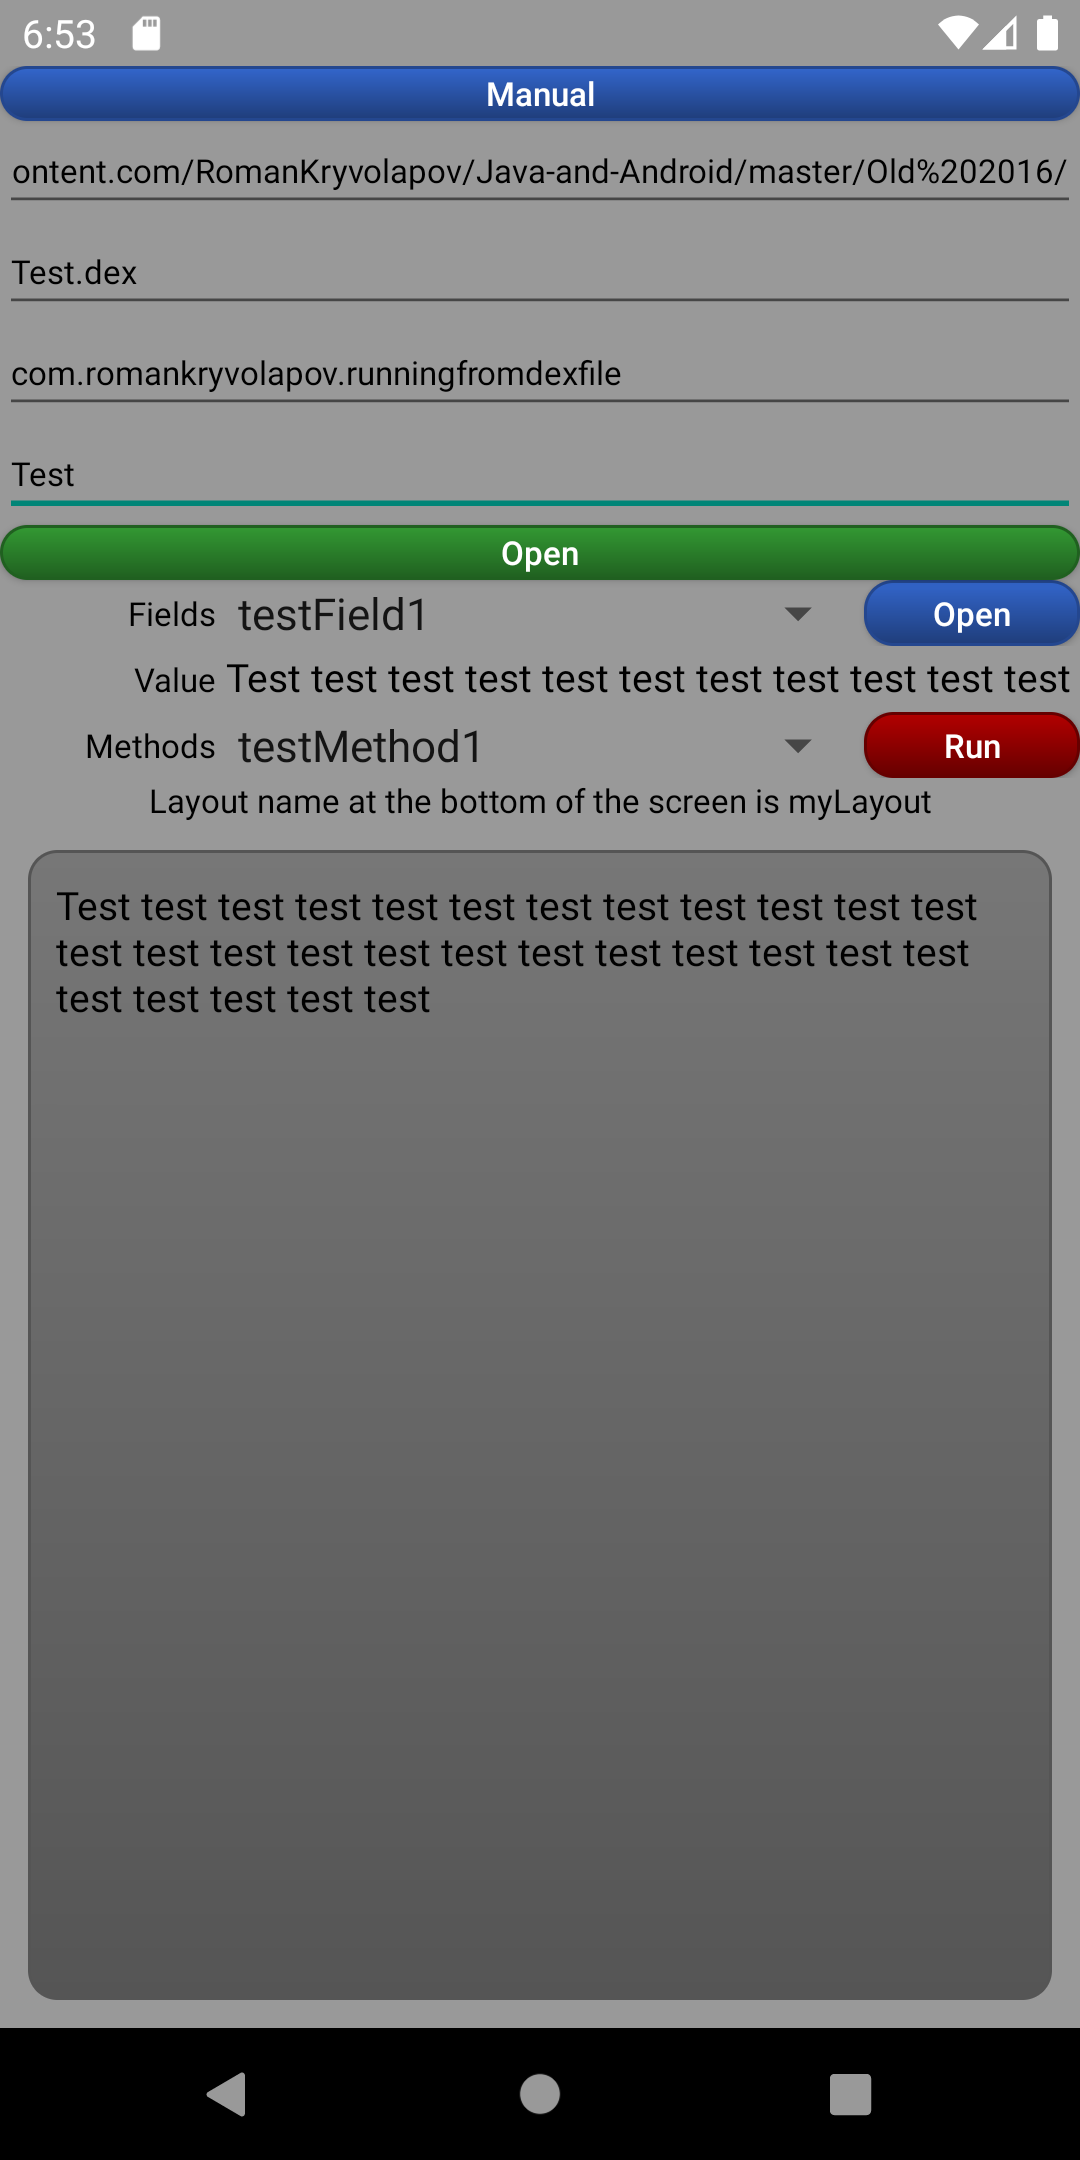 6:53
Manual
ontent.com/RomanKryvolapov/Java-and-Android/master/Old%202016/
Test.dex
com.romankryvolapov.runningfromdexfile
Test
Open
Fields testField1 Open
Value Test test test test test test test test test test test
Methods testMethod1 Run
Layout name at the bottom of the screen is myLayout
Test test test test test test test test test test test test
test test test test test test test test test test test test
test test test test test